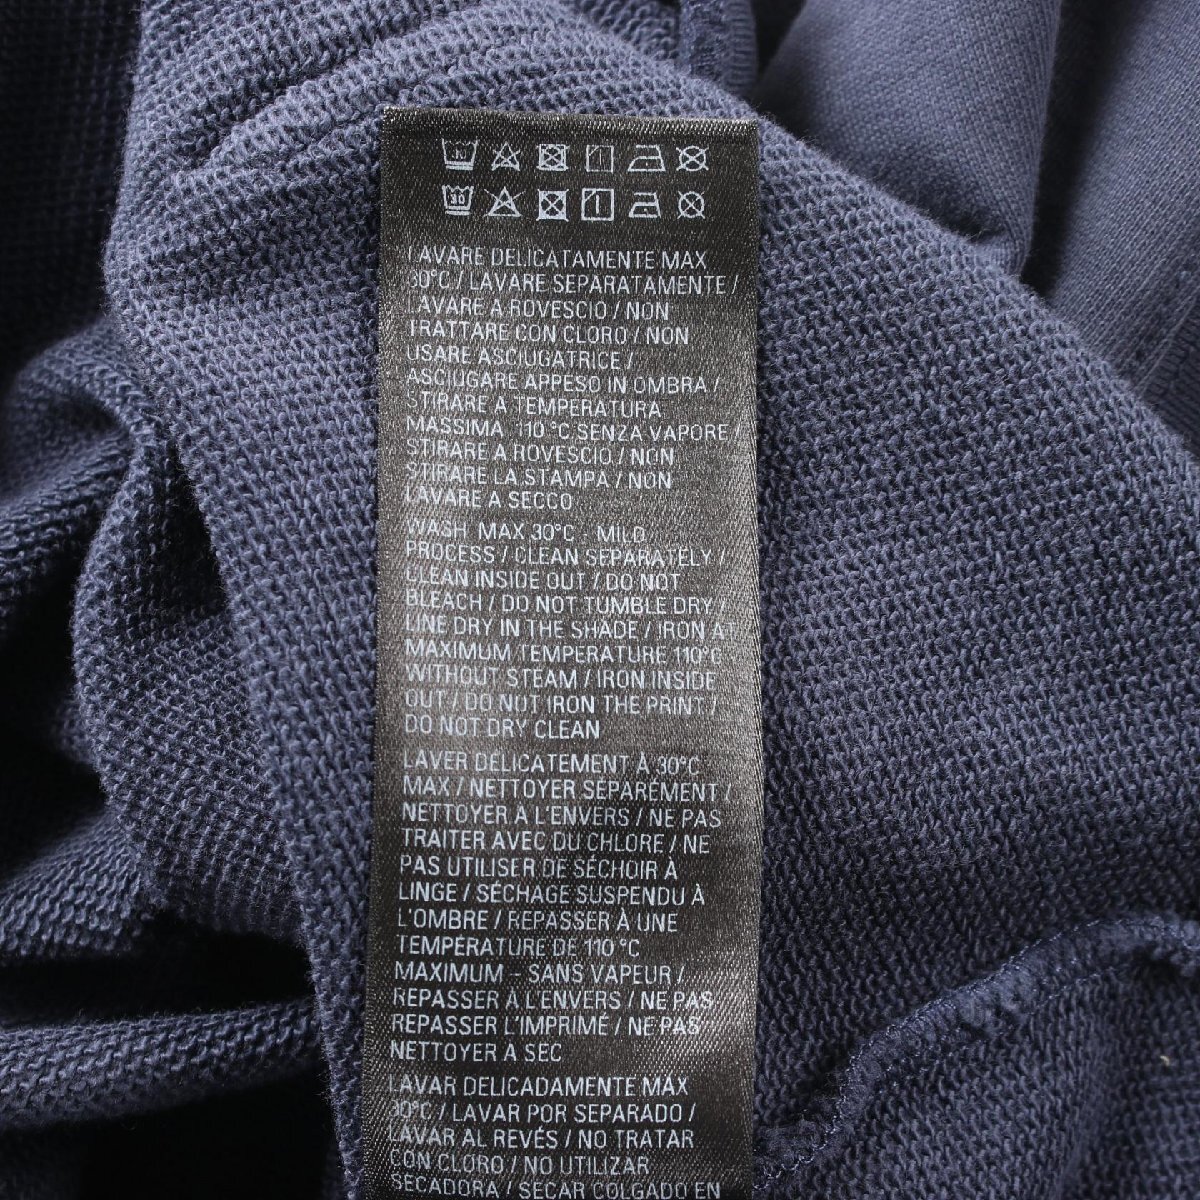 LAVARE DELICATAMENTE MAX
30°C / LAVARE SEPARATAMENTE /
LAVARE A ROVESCIO / NON
TRATTARE CON CLORO / NON
USARE ASCIUGATRICE /
ASCIUGARE APPESO IN OMBRA /
STIRARE A TEMPERATURA
MASSIMA 110 °C SENZA VAPORE /
STIRARE A ROVESCIO / NON
STIRARE LA STAMPA / NON
LAVARE A SECCO
WASH MAX 30°C - MILD
PROCESS / CLEAN SEPARATELY /
CLEAN INSIDE OUT / DO NOT
BLEACH / DO NOT TUMBLE DRY /
LINE DRY IN THE SHADE / IRON AT
MAXIMUM TEMPERATURE 110°C
WITHOUT STEAM / IRON INSIDE
OUT / DO NOT IRON THE PRINT /
DO NOT DRY CLEAN
LAVER DELICATEMENT À 30°C
MAX / NETTOYER SÉPARÉMENT /
NETTOYER À L'ENVERS / NE PAS
TRAITER AVEC DU CHLORE / NE
PAS UTILISER DE SÉCHOIR À
LINGE / SÉCHAGE SUSPENDU À
L'OMBRE / REPASSER À UNE
TEMPÉRATURE DE 110 °C
MAXIMUM - SANS VAPEUR /
REPASSER À L'ENVERS / NE PAS
REPASSER L'IMPRIMÉ / NE PAS
NETTOYER À SEC
LAVAR DELICADAMENTE MÁX
30°C / LAVAR POR SEPARADO /
LAVAR AL REVÉS / NO TRATAR
CON CLORO / NO UTILIZAR
SECADORA / SECAR COLGADO EN